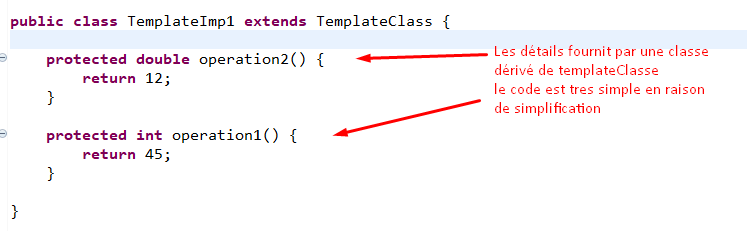 public class TemplateImp1 extends TemplateClass {
protected double operation2() {
return 12;
}
protected int operation1() {
return 45;
}
}
Les détails fournit par une classe
dérivé de templateClasse
le code est tres simple en raison
de simplification